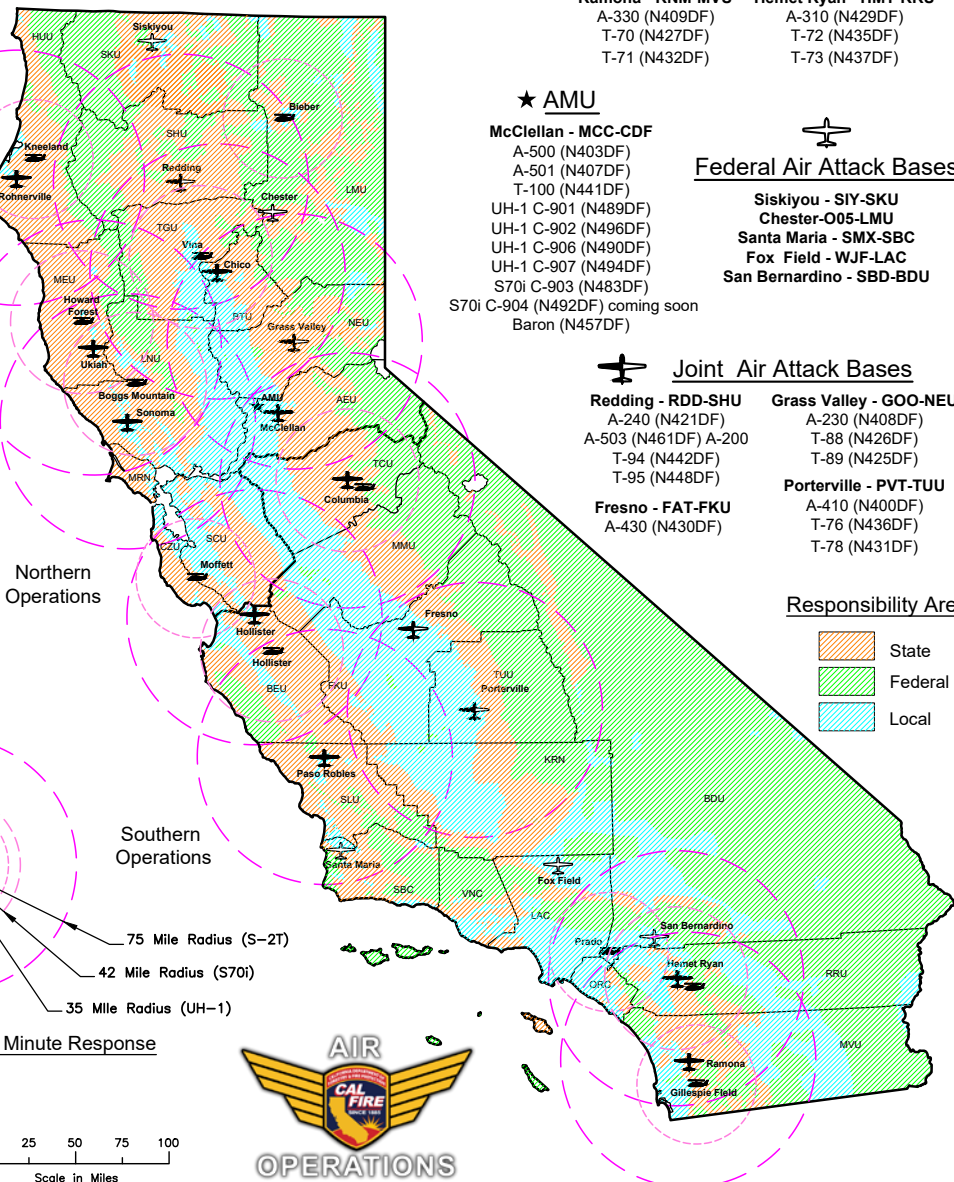 Ramona - RNM-MVU
A-330 (N409DF)
T-70 (N427DF)
T-71 (N432DF)
Hemet Ryan - HMT-RRU
A-310 (N429DF)
T-72 (N435DF)
T-73 (N437DF)
★ AMU
McClellan - MCC-CDF
A-500 (N403DF)
A-501 (N407DF)
T-100 (N441DF)
UH-1 C-901 (N489DF)
UH-1 C-902 (N496DF)
UH-1 C-906 (N490DF)
UH-1 C-907 (N494DF)
S70i C-903 (N483DF)
S70i C-904 (N492DF) coming soon
Baron (N457DF)
Federal Air Attack Bases
Siskiyou - SIY-SKU
Chester-O05-LMU
Santa Maria - SMX-SBC
Fox Field - WJF-LAC
San Bernardino - SBD-BDU
Joint Air Attack Bases
Redding - RDD-SHU
A-240 (N421DF)
A-503 (N461DF) A-200
T-94 (N442DF)
T-95 (N448DF)
Grass Valley - GOO-NEU
A-230 (N408DF)
T-88 (N426DF)
T-89 (N425DF)
Fresno - FAT-FKU
A-430 (N430DF)
Porterville - PVT-TUU
A-410 (N400DF)
T-76 (N436DF)
T-78 (N431DF)
Responsibility Area
State
Federal
Local
HUU
Siskiyou
SKU
Bieber
Kneeland
SHU
Rohnerville
Redding
LMU
Chester
TGU
Vina
Chico
MEU
Howard
Forest
BTU
Grass Valley
NEU
Ukiah
LNU
Boggs Mountain
Sonoma
AMU
McClellan
AEU
MRN
TCU
Columbia
CZU
SCU
Moffett
MMU
Northern
Operations
Hollister
Fresno
Hollister
BEU
FKU
TUU
Porterville
Paso Robles
KRN
SLU
BDU
Southern
Operations
Santa Maria
SBC
VNC
Fox Field
LAC
San Bernardino
Prado
Hemet Ryan
ORC
RRU
MVU
Ramona
Gillespie Field
75 Mile Radius (S-2T)
42 Mile Radius (S70i)
35 MIle Radius (UH-1)
Minute Response
25 50 75 100
Scale in Miles
AIR
CAL
FIRE
SINCE 1885
OPERATIONS